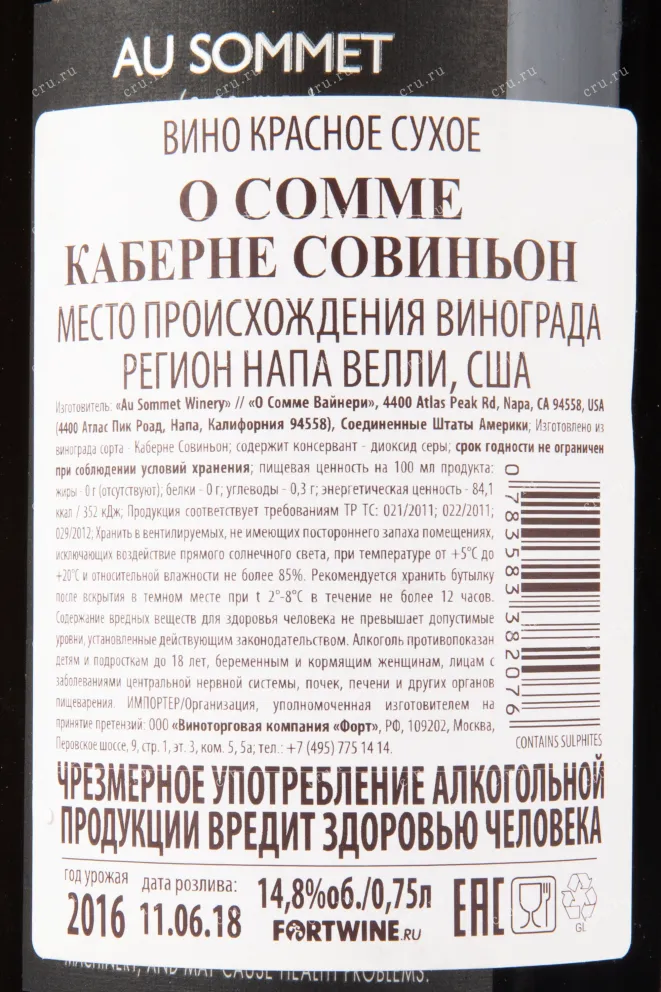 AU SOMMET
ВИНО КРАСНОЕ СУХОЕ
О СОММЕ
КАБЕРНЕ СОВИНЬОН
МЕСТО ПРОИСХОЖДЕНИЯ ВИНОГРАДА
РЕГИОН НАПА ВЕЛЛИ, США
Изготовитель: «Au Sommet Winery» // «О Сомме Вайнери», 4400 Atlas Peak Rd, Napa, CA 94558, USA
(4400 Атлас Пик Роад, Напа, Калифорния 94558), Соединенные Штаты Америки; Изготовлено из
винограда сорта - Каберне Совиньон; содержит консервант - диоксид серы; срок годности не ограничен
при соблюдении условий хранения; пищевая ценность на 100 мл продукта:
жиры - 0 г (отсутствуют); белки - 0 г; углеводы - 0,3 г; энергетическая ценность - 84,1
ккал / 352 кДж; Продукция соответствует требованиям ТР ТС: 021/2011; 022/2011;
029/2012; Хранить в вентилируемых, не имеющих постороннего запаха помещениях,
исключающих воздействие прямого солнечного света, при температуре от +5°С до
+20°С и относительной влажности не более 85%. Рекомендуется хранить бутылку
после вскрытия в темном месте при t 2°-8°С в течение не более 12 часов.
Содержание вредных веществ для здоровья человека не превышает допустимые
уровни, установленные действующим законодательством. Алкоголь противопоказан
детям и подросткам до 18 лет, беременным и кормящим женщинам, лицам с
заболеваниями центральной нервной системы, почек, печени и других органов
пищеварения. ИМПОРТЕР/Организация, уполномоченная изготовителем на
принятие претензий: ООО «Виноторговая компания «Форт», РФ, 109202, Москва,
Перовское шоссе, 9, стр. 1, эт. 3, ком. 5, 5а; тел.: +7 (495) 775 14 14.
0 783583 382076
CONTAINS SULPHITES
ЧРЕЗМЕРНОЕ УПОТРЕБЛЕНИЕ АЛКОГОЛЬНОЙ
ПРОДУКЦИИ ВРЕДИТ ЗДОРОВЬЮ ЧЕЛОВЕКА
год урожая
2016
дата розлива:
11.06.18
14,8%об./0,75л
FORTWINE.RU
EAC
GL
MACHINERY, AND MAY CAUSE HEALTH PROBLEMS.
cru.ru